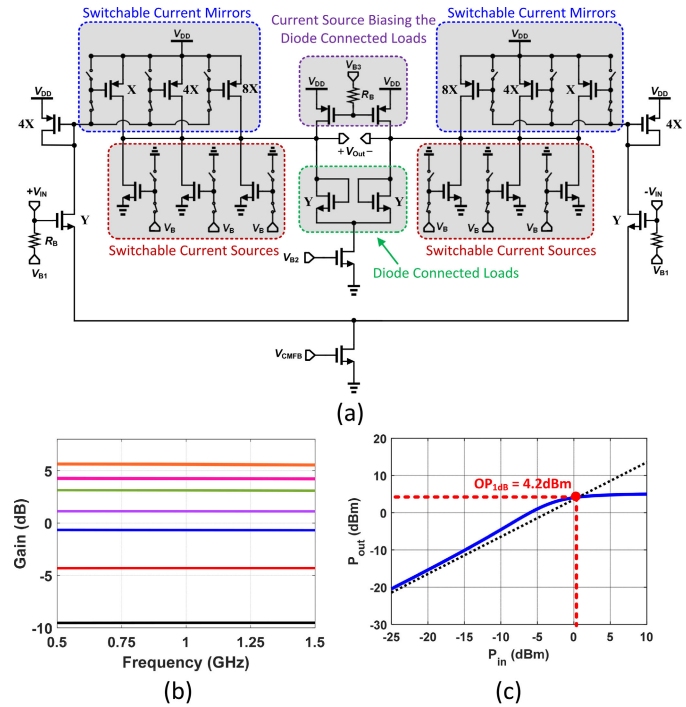 Switchable Current Mirrors
Current Source Biasing the
Diode Connected Loads
Switchable Current Mirrors
VDD
VDD
VDD
VB3
VDD
VDD
VDD
VDD
4X
X
4X
8X
RB
8X
4X
X
4X
+ VOut −
+VIN
Y
RB
VB1
VB
VB
VB
Y
Y
VB
VB
VB
-VIN
Y
RB
VB1
Switchable Current Sources
VB2
Diode Connected Loads
Switchable Current Sources
VCMFB
(a)
Gain (dB)
5
0
-5
-10
0.5
0.75
1
1.25
1.5
Frequency (GHz)
(b)
Pout (dBm)
20
10
0
-10
-20
-30
OP1dB = 4.2dBm
-25
-20
-15
-10
-5
0
5
10
Pin (dBm)
(c)